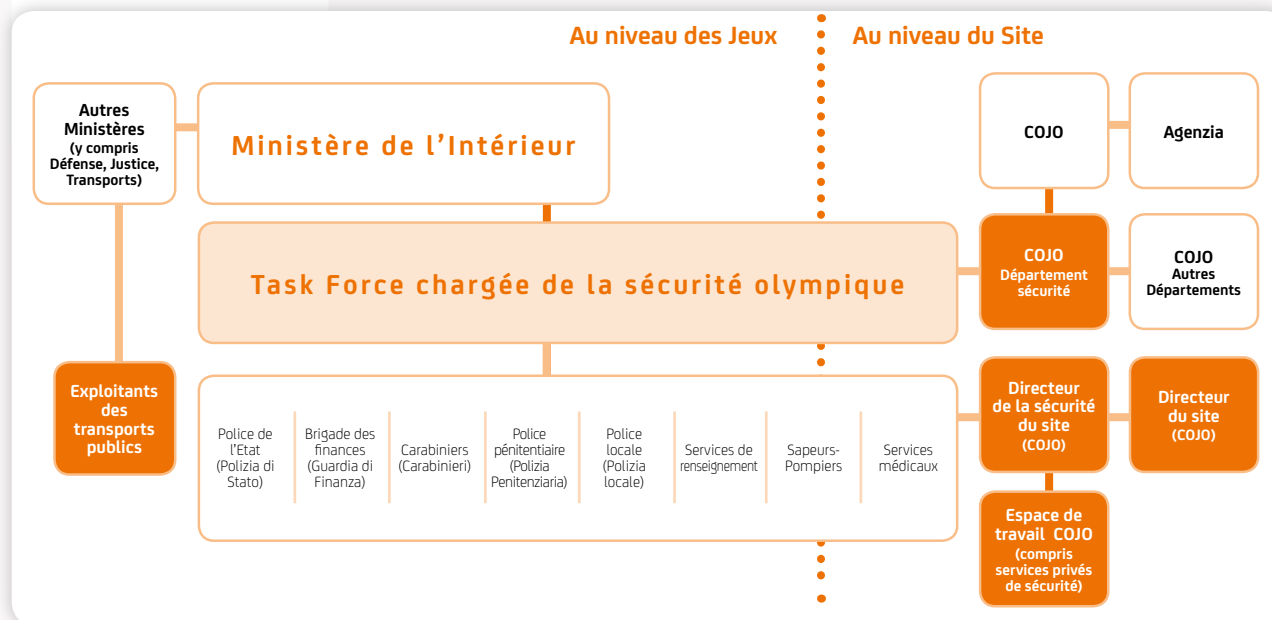 Au niveau des Jeux
Au niveau du Site
Autres
Ministères
(y compris
Défense, Justice,
Transports)
Ministère de l’Intérieur
COJO
Agenzia
Task Force chargée de la sécurité olympique
COJO
Département
sécurité
COJO
Autres
Départements
Exploitants
des
transports
publics
Police de
l’Etat
(Polizia di
Stato)
Brigade des
finances
(Guardia di
Finanza)
Carabiniers
(Carabinieri)
Police
pénitentiaire
(Polizia
Penitenziaria)
Police
locale
(Polizia
locale)
Services de
renseignement
Sapeurs-
Pompiers
Services
médicaux
Directeur
de la sécurité
du site
(COJO)
Directeur
du site
(COJO)
Espace de
travail COJO
(compris
services privés
de sécurité)